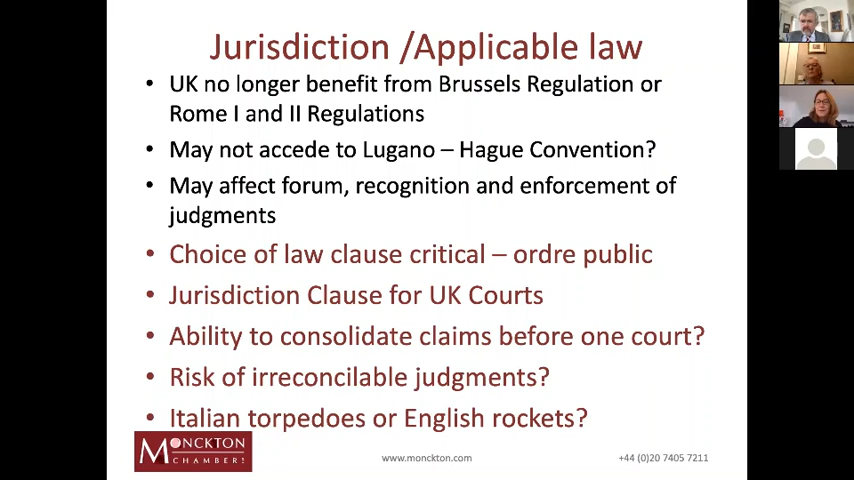 Jurisdiction /Applicable law
• UK no longer benefit from Brussels Regulation or
Rome I and II Regulations
• May not accede to Lugano – Hague Convention?
• May affect forum, recognition and enforcement of
judgments
• Choice of law clause critical – ordre public
• Jurisdiction Clause for UK Courts
• Ability to consolidate claims before one court?
• Risk of irreconcilable judgments?
• Italian torpedoes or English rockets?
MONCKTON
CHAMBERS
www.monckton.com
+44 (0)20 7405 7211